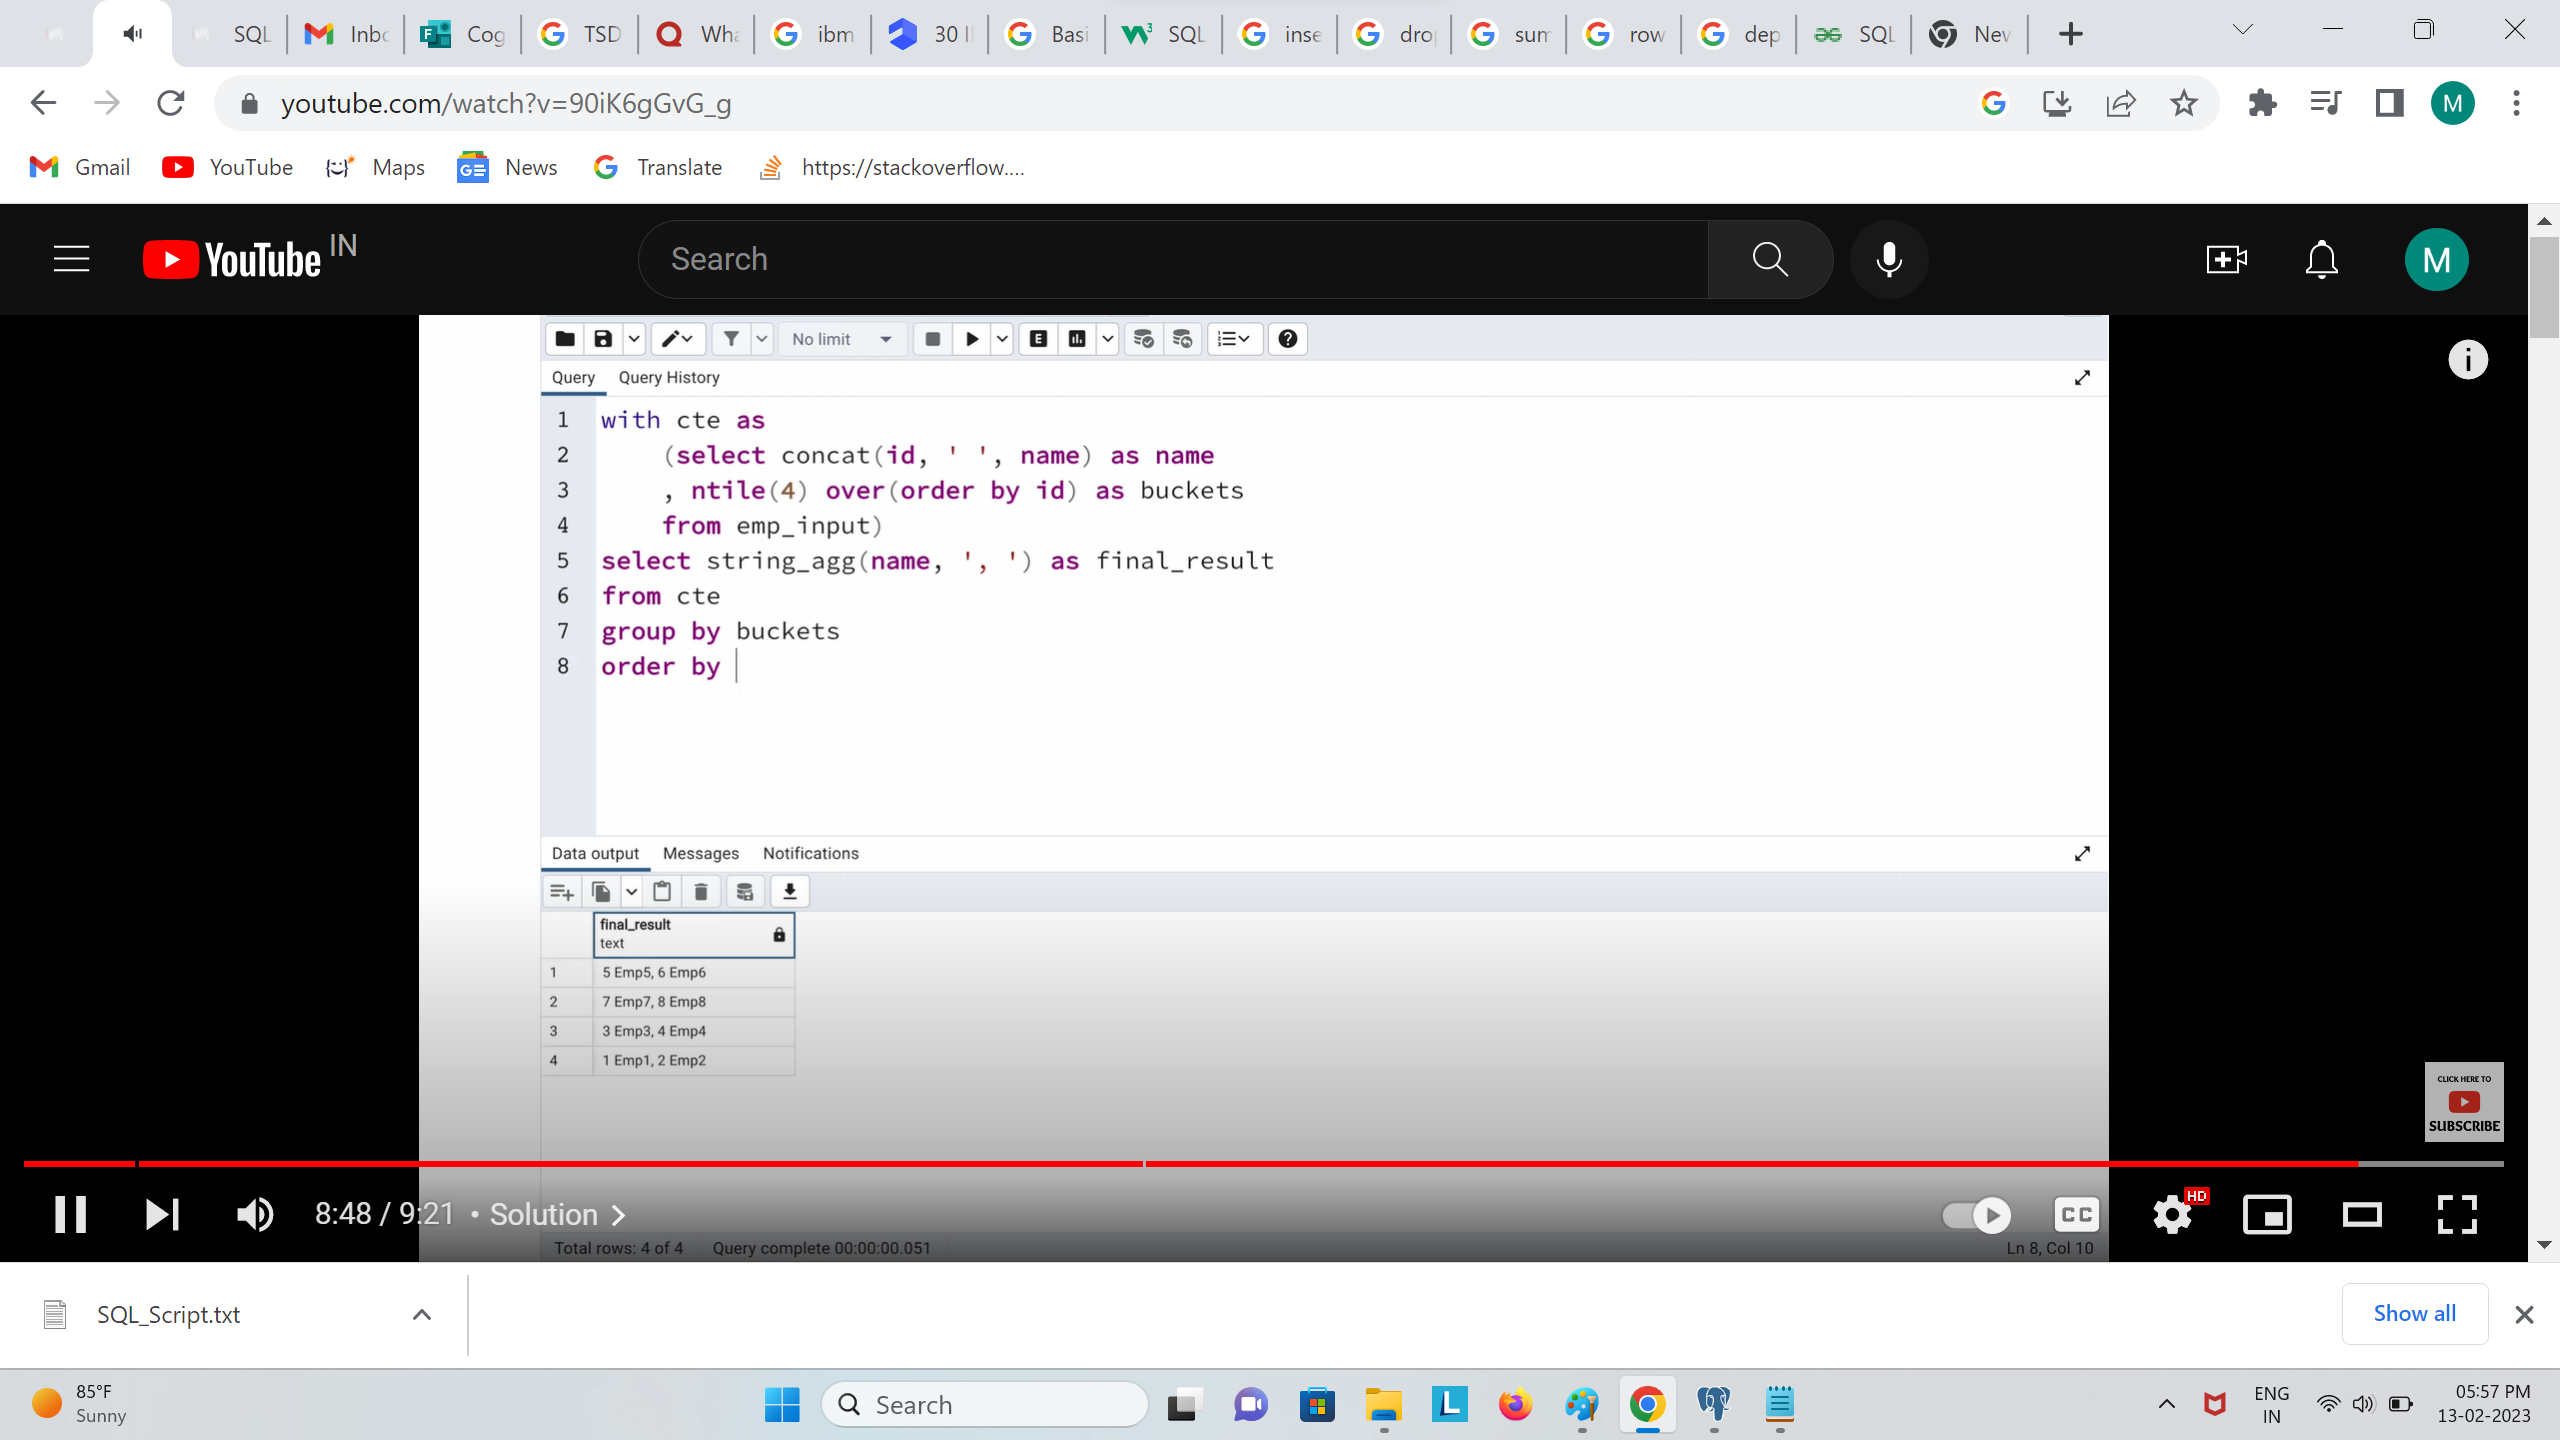 SQL Inbo Cog TSD Wha ibm 30 I Basi SQL inse drop sum row dep SQL New
youtube.com/watch?v=90iK6gGvG_g M
Gmail YouTube Maps News Translate https://stackoverflow....
YouTube IN Search M
No limit
Query Query History
1 with cte as
2 (select concat(id, ' ', name) as name
3 , ntile(4) over(order by id) as buckets
4 from emp_input)
5 select string_agg(name, ', ') as final_result
6 from cte
7 group by buckets
8 order by
Data output Messages Notifications
final_result
text
1 5 Emp5, 6 Emp6
2 7 Emp7, 8 Emp8
3 3 Emp3, 4 Emp4
4 1 Emp1, 2 Emp2
CLICK HERE TO
SUBSCRIBE
8:48 / 9:21 • Solution CC HD
Total rows: 4 of 4 Query complete 00:00:00.051 Ln 8, Col 10
SQL_Script.txt Show all
85°F
Sunny
Search
ENG
IN
05:57 PM
13-02-2023